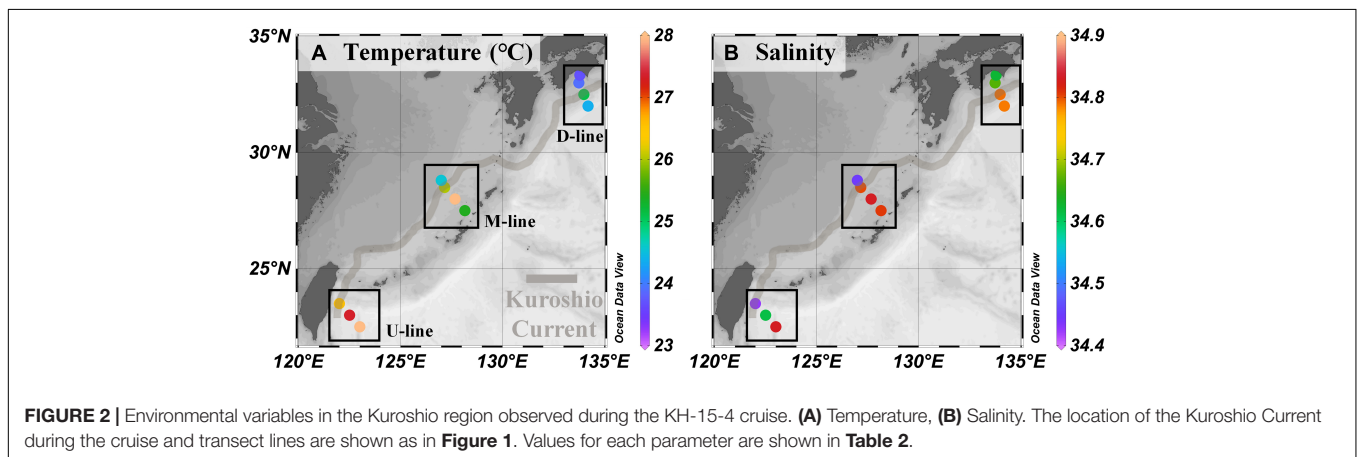 A Temperature (°C)
35°N
30°N
25°N
120°E
125°E
130°E
135°E
D-line
M-line
U-line
Kuroshio
Current
Ocean Data View
28
27
26
25
24
23
B Salinity
120°E
125°E
130°E
135°E
Ocean Data View
34.9
34.8
34.7
34.6
34.5
34.4
FIGURE 2 | Environmental variables in the Kuroshio region observed during the KH-15-4 cruise. (A) Temperature, (B) Salinity. The location of the Kuroshio Current
during the cruise and transect lines are shown as in Figure 1. Values for each parameter are shown in Table 2.